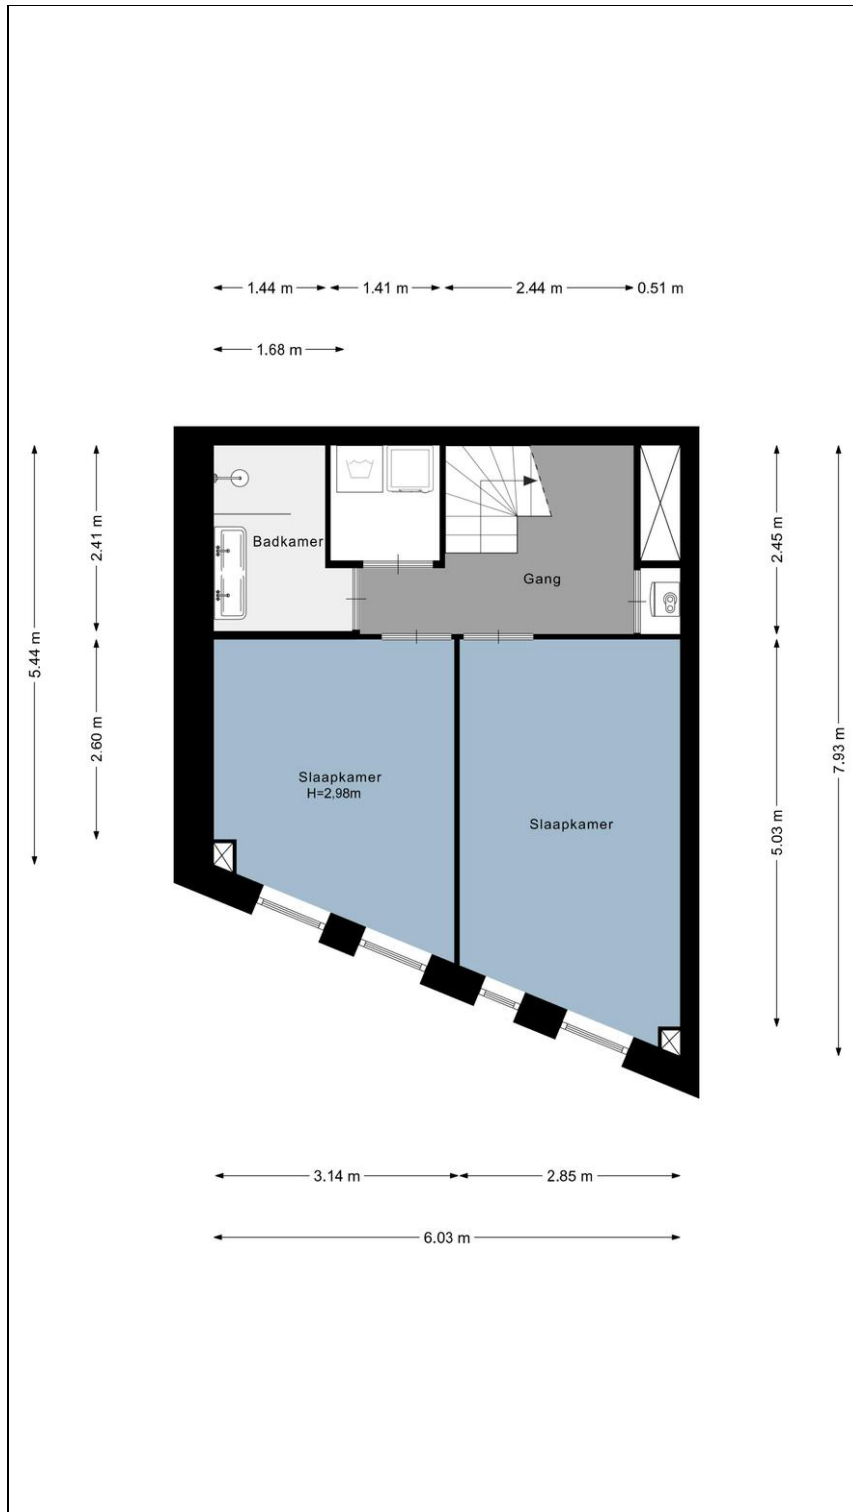 1.44 m
1.41 m
2.44 m
0.51 m
1.68 m
5.44 m
2.41 m
2.60 m
Badkamer
Gang
Slaapkamer
H=2,98m
Slaapkamer
2.45 m
5.03 m
7.93 m
3.14 m
2.85 m
6.03 m